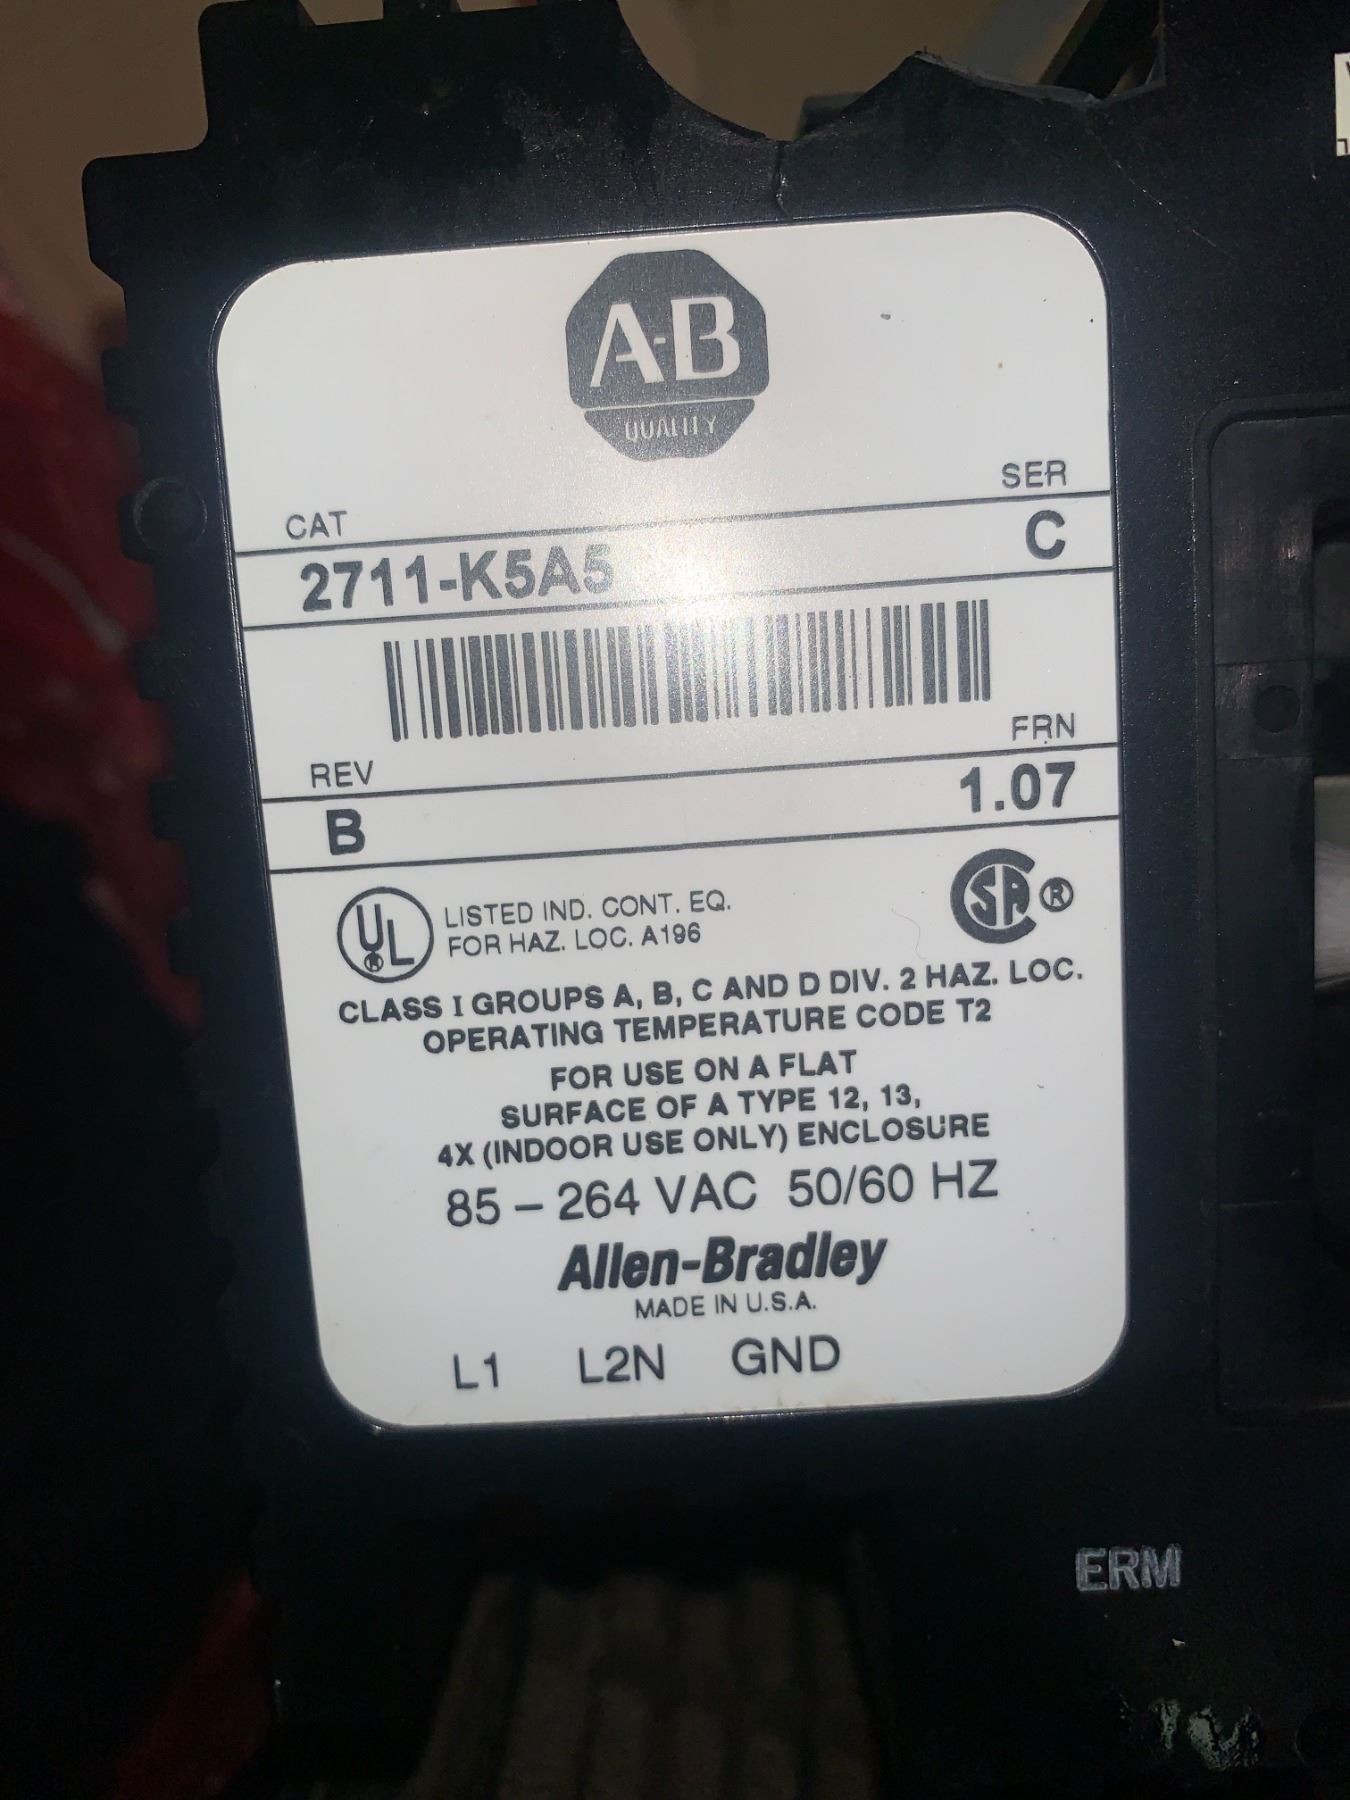 A-B
QUALITY
SER
CAT
C
2711-K5A5
FRN
REV
1.07
B
UL
®
LISTED IND. CONT. EQ.
FOR HAZ. LOC. A196
SA ®
CLASS I GROUPS A, B, C AND D DIV. 2 HAZ. LOC.
OPERATING TEMPERATURE CODE T2
FOR USE ON A FLAT
SURFACE OF A TYPE 12, 13,
4X (INDOOR USE ONLY) ENCLOSURE
85 – 264 VAC 50/60 HZ
Allen-Bradley
MADE IN U.S.A.
L1 L2N GND
ERM